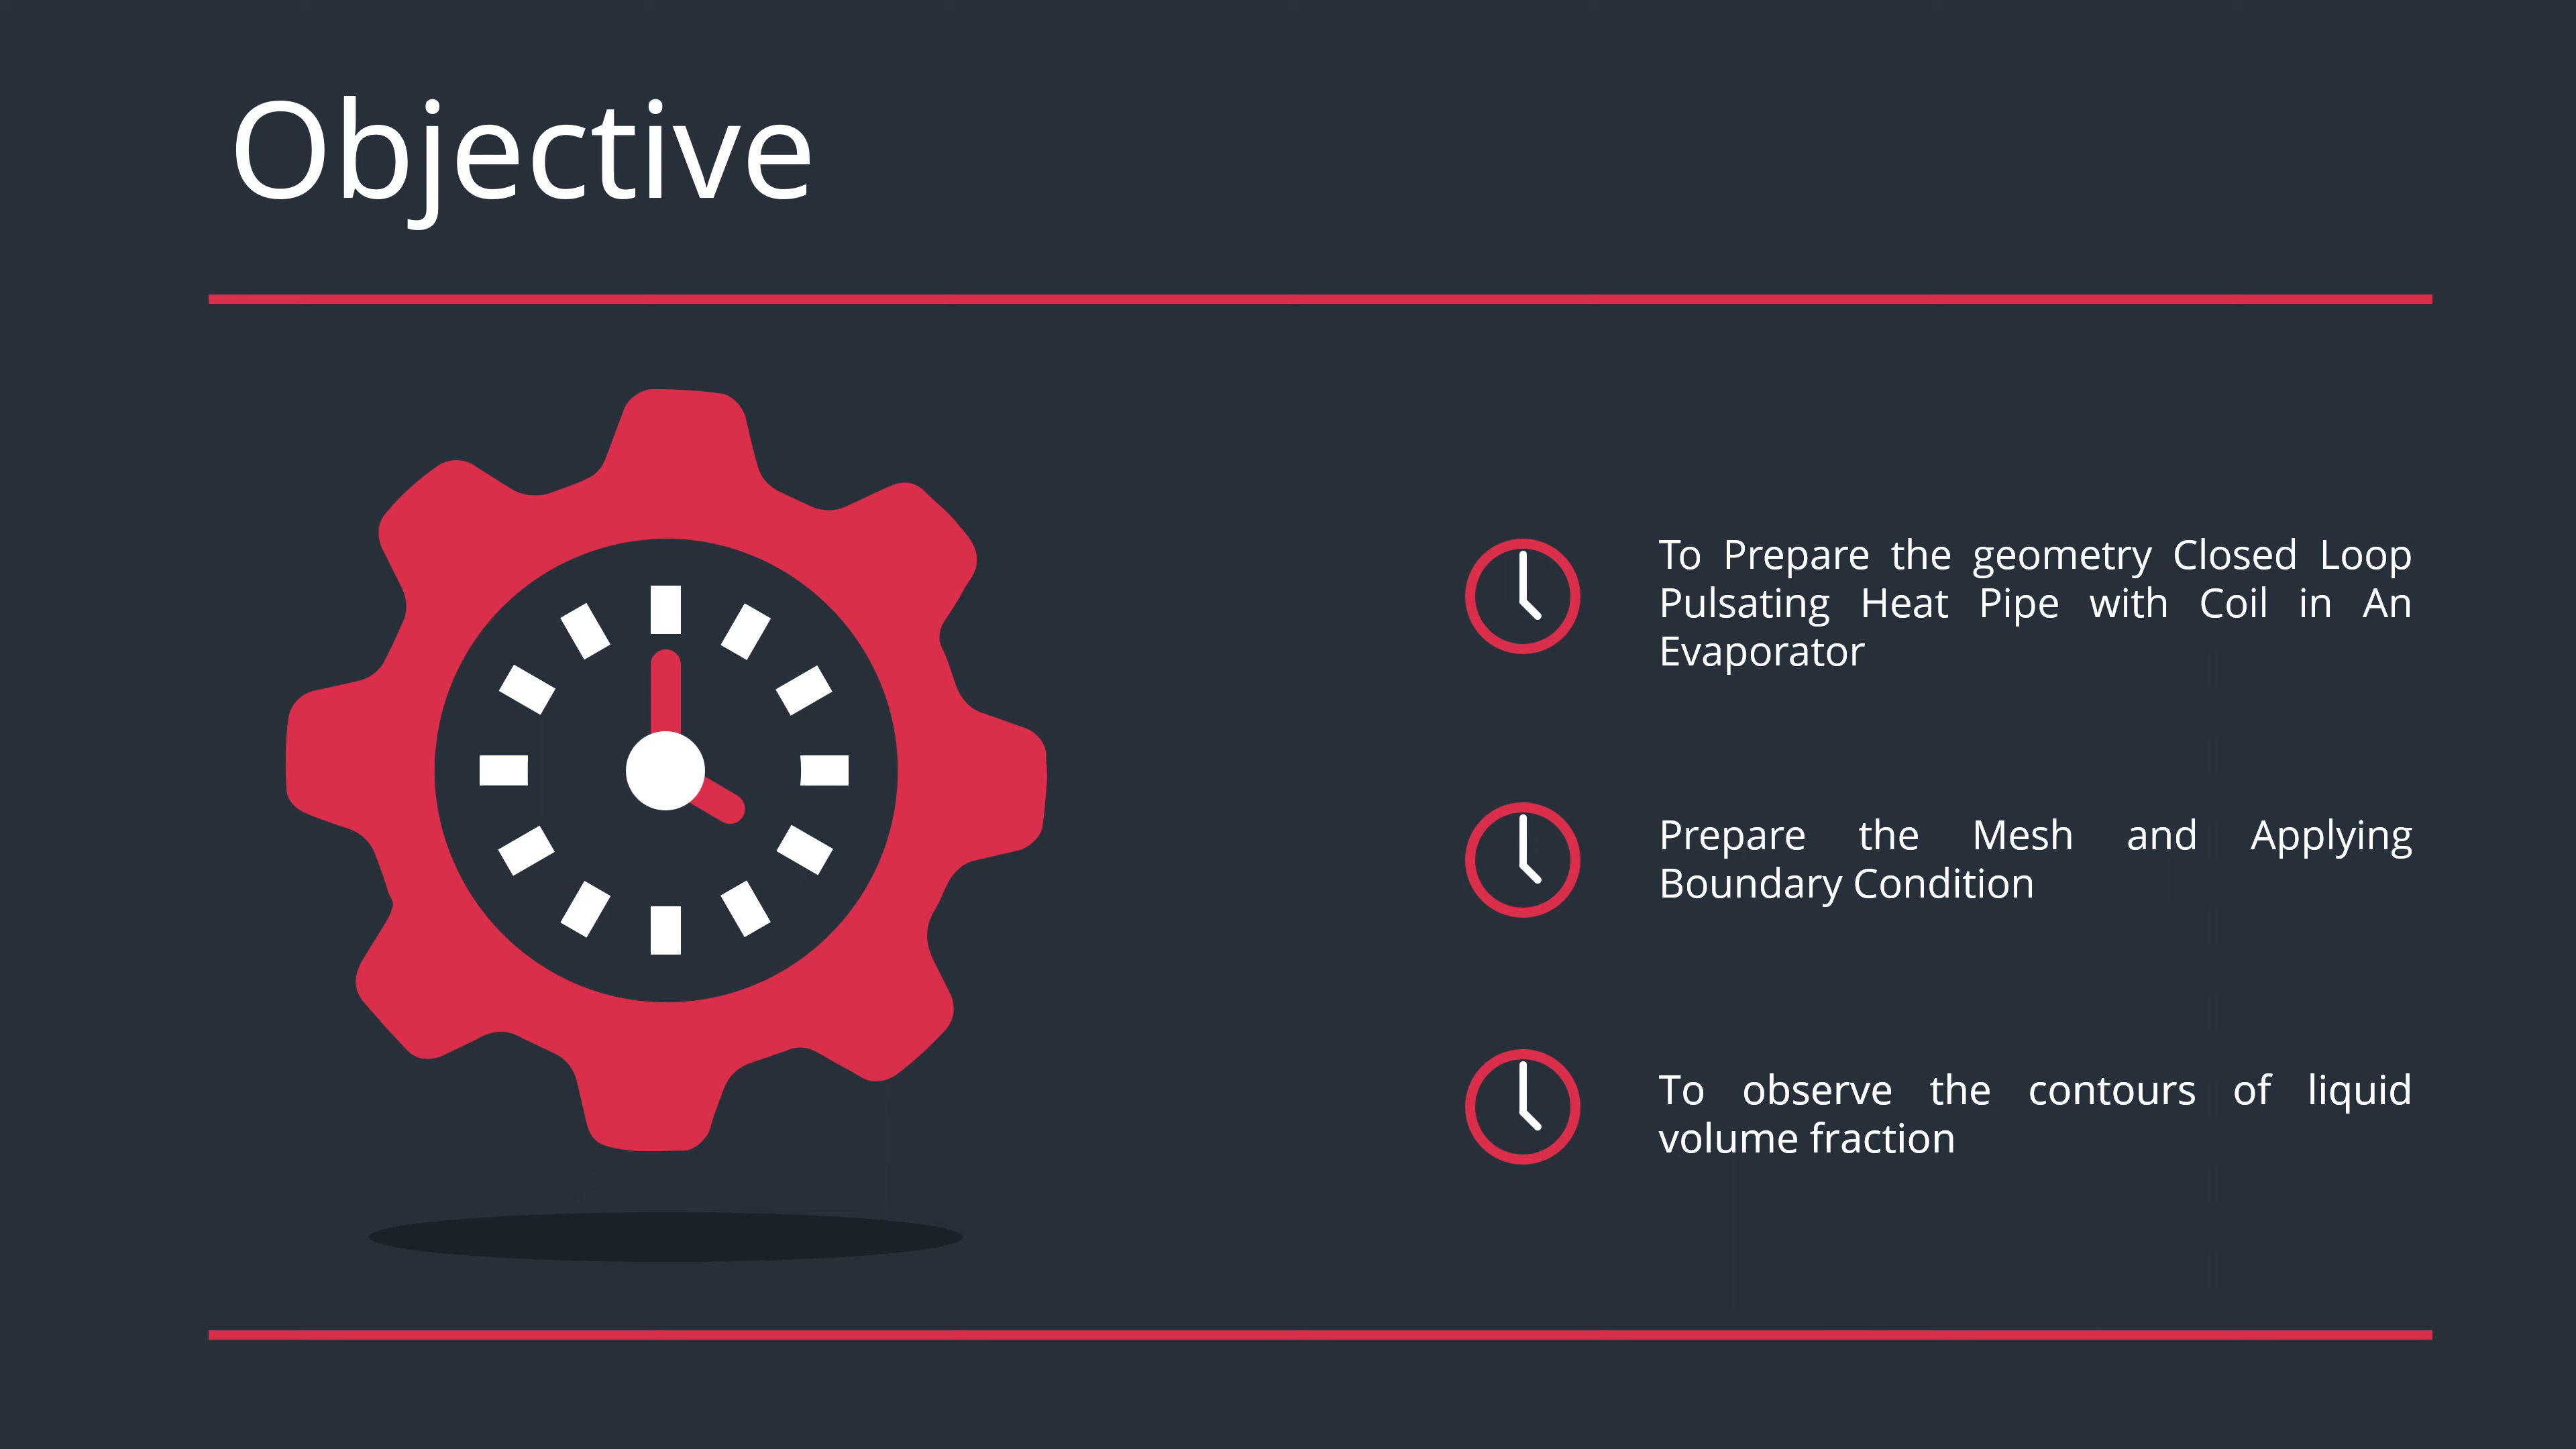 Objective
To Prepare the geometry Closed Loop
Pulsating Heat Pipe with Coil in An
Evaporator
Prepare the Mesh and Applying
Boundary Condition
To observe the contours of liquid
volume fraction